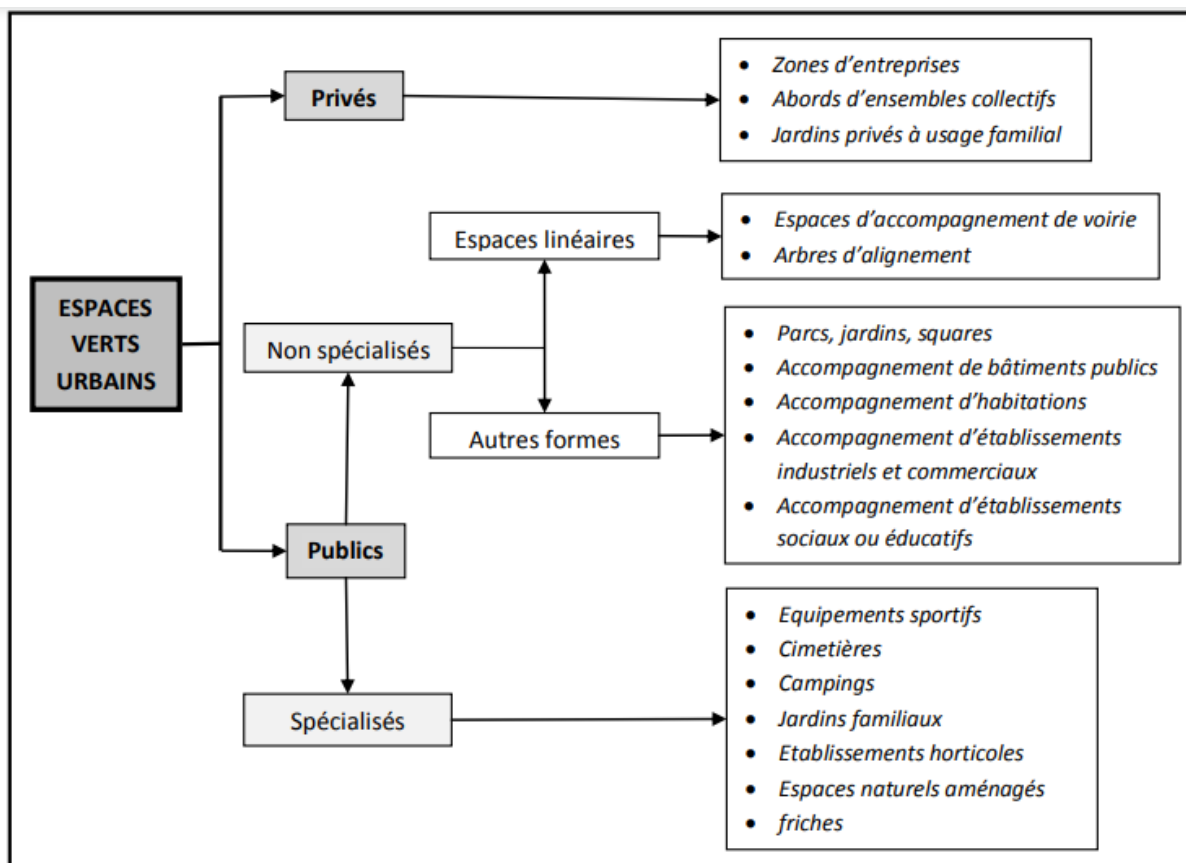 Privés
• Zones d'entreprises
• Abords d'ensembles collectifs
• Jardins privés à usage familial
Espaces linéaires
• Espaces d'accompagnement de voirie
• Arbres d'alignement
ESPACES
VERTS
URBAINS
Non spécialisés
Autres formes
• Parcs, jardins, squares
• Accompagnement de bâtiments publics
• Accompagnement d'habitations
• Accompagnement d'établissements
industriels et commerciaux
• Accompagnement d'établissements
sociaux ou éducatifs
Publics
Spécialisés
• Equipements sportifs
• Cimetières
• Campings
• Jardins familiaux
• Etablissements horticoles
• Espaces naturels aménagés
• friches